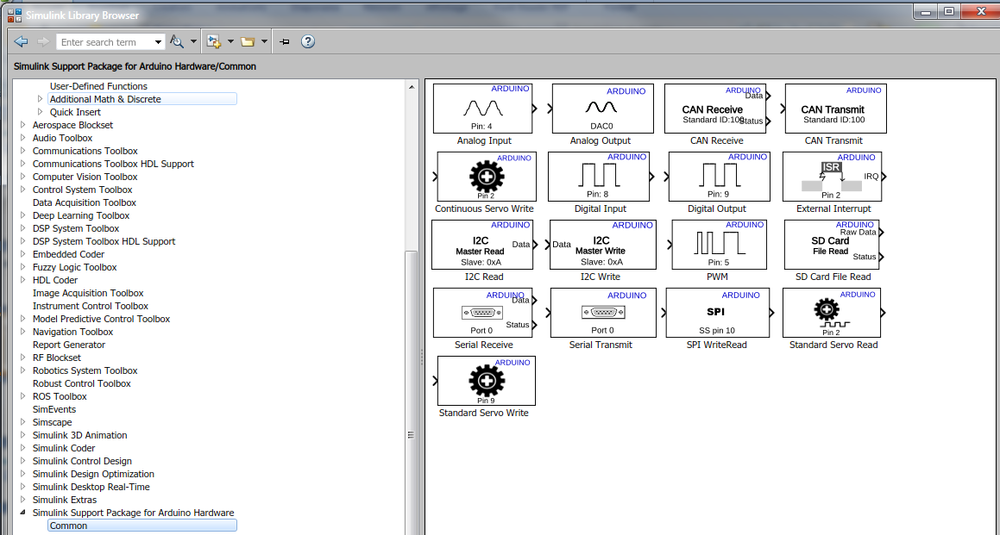 Simulink Library Browser
Enter search term
Simulink Support Package for Arduino Hardware/Common
User-Defined Functions
Additional Math & Discrete
Quick Insert
Aerospace Blockset
Audio Toolbox
Communications Toolbox
Communications Toolbox HDL Support
Computer Vision Toolbox
Control System Toolbox
Data Acquisition Toolbox
Deep Learning Toolbox
DSP System Toolbox
DSP System Toolbox HDL Support
Embedded Coder
Fuzzy Logic Toolbox
HDL Coder
Image Acquisition Toolbox
Instrument Control Toolbox
Model Predictive Control Toolbox
Navigation Toolbox
Report Generator
RF Blockset
Robotics System Toolbox
Robust Control Toolbox
ROS Toolbox
SimEvents
Simscape
Simulink 3D Animation
Simulink Coder
Simulink Control Design
Simulink Design Optimization
Simulink Desktop Real-Time
Simulink Extras
Simulink Support Package for Arduino Hardware
Common
ARDUINO
Pin: 4
Analog Input
ARDUINO
DAC0
Analog Output
ARDUINO
Data
CAN Receive
Standard ID:100
Status
CAN Receive
ARDUINO
CAN Transmit
Standard ID:100
CAN Transmit
ARDUINO
Pin 2
Continuous Servo Write
ARDUINO
Pin: 8
Digital Input
ARDUINO
Pin: 9
Digital Output
ARDUINO
ISR
IRQ
Pin 2
External Interrupt
ARDUINO
I2C
Master Read
Data
Slave: 0xA
I2C Read
ARDUINO
I2C
Data
Master Write
Slave: 0xA
I2C Write
ARDUINO
Pin: 5
PWM
ARDUINO
Raw Data
SD Card
File Read
Status
SD Card File Read
ARDUINO
Data
Status
Port 0
Serial Receive
ARDUINO
Port 0
Serial Transmit
ARDUINO
SPI
SS pin 10
SPI WriteRead
ARDUINO
Pin 2
Standard Servo Read
ARDUINO
Pin 9
Standard Servo Write